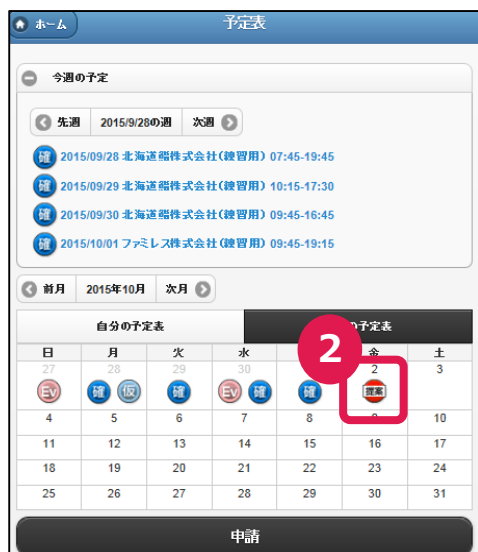 ホーム 予定表
今週の予定
先週 2015/9/28の週 次週
確 2015/09/28 北海道醤株式会社(練習用) 07:45-19:45
確 2015/09/29 北海道醤株式会社(練習用) 10:15-17:30
確 2015/09/30 北海道醤株式会社(練習用) 09:45-16:45
確 2015/10/01 ファミレス株式会社(練習用) 09:45-19:15
前月 2015年10月 次月
自分の予定表 の予定表
2
日 月 火 水 金 土
27 28 29 30 2 3
Ev 確 仮 確 Ev 確 確 提案
4 5 6 7 8 9 10
11 12 13 14 15 16 17
18 19 20 21 22 23 24
25 26 27 28 29 30 31
申請